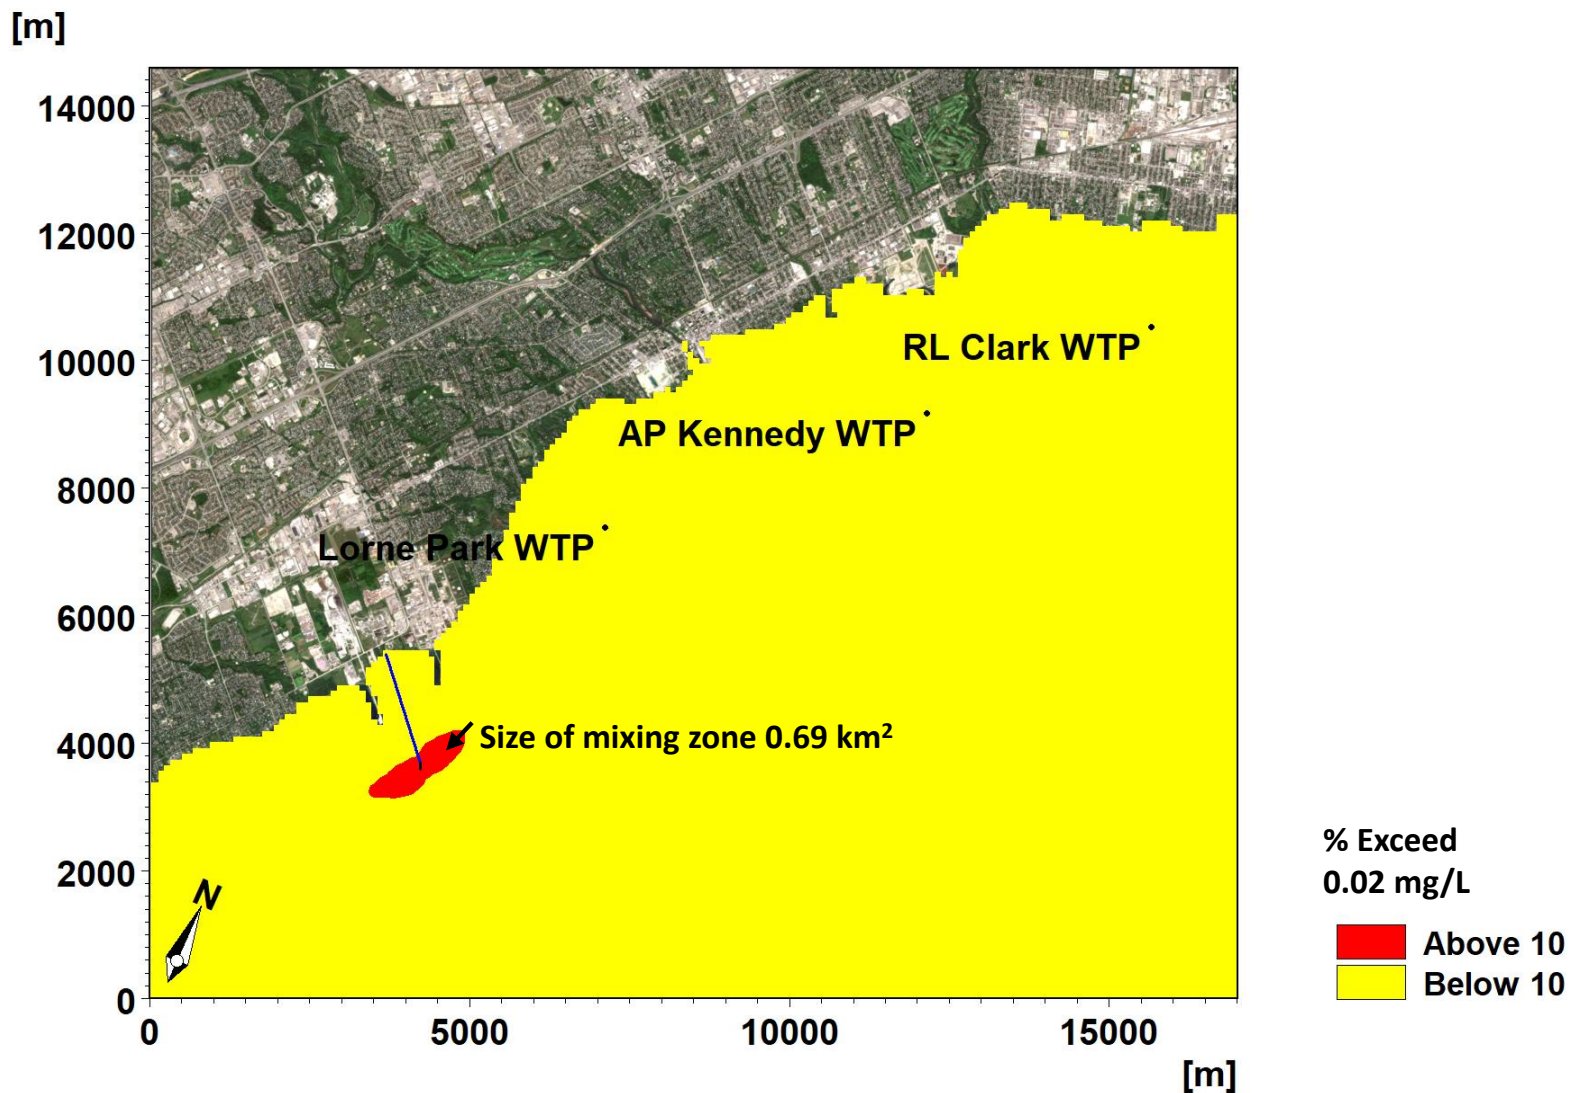 [m]
14000
12000
10000
8000
6000
4000
2000
0
RL Clark WTP
AP Kennedy WTP
Lorne Park WTP
Size of mixing zone 0.69 km²
N
% Exceed
0.02 mg/L
Above 10
Below 10
0 5000 10000 15000
[m]